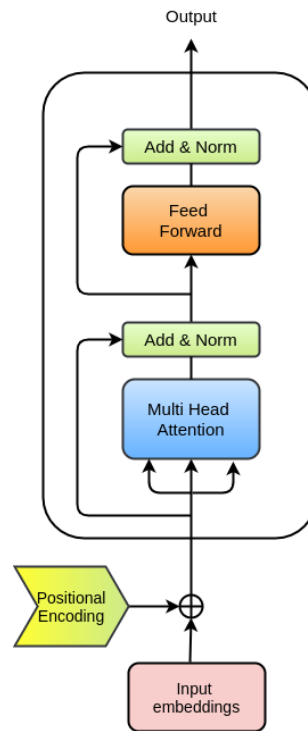 Output
Add & Norm
Feed
Forward
Add & Norm
Multi Head
Attention
Positional
Encoding
Input
embeddings